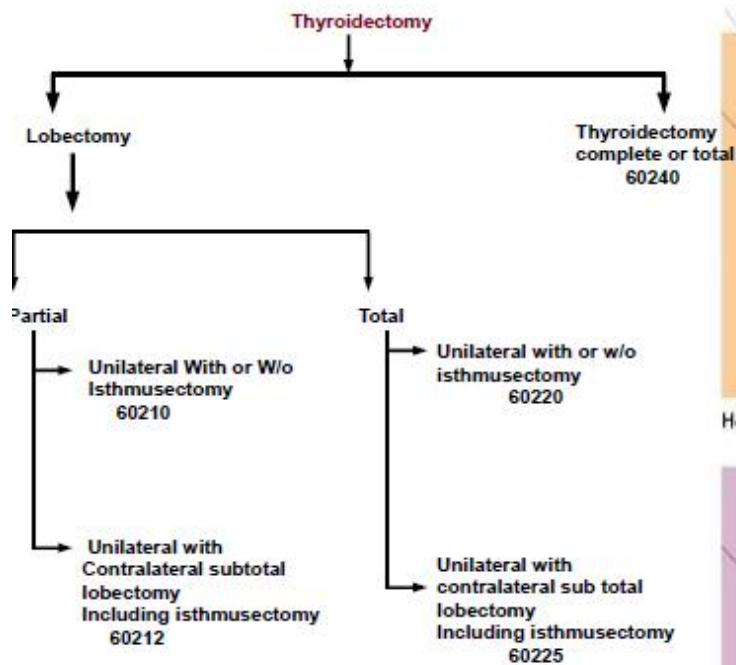 Thyroidectomy
Lobectomy
Thyroidectomy
complete or total
60240
Partial
Total
Unilateral With or W/o
Isthmusectomy
60210
Unilateral with or w/o
isthmusectomy
60220
Unilateral with
Contralateral subtotal
lobectomy
Including isthmusectomy
60212
Unilateral with
contralateral sub total
lobectomy
Including isthmusectomy
60225